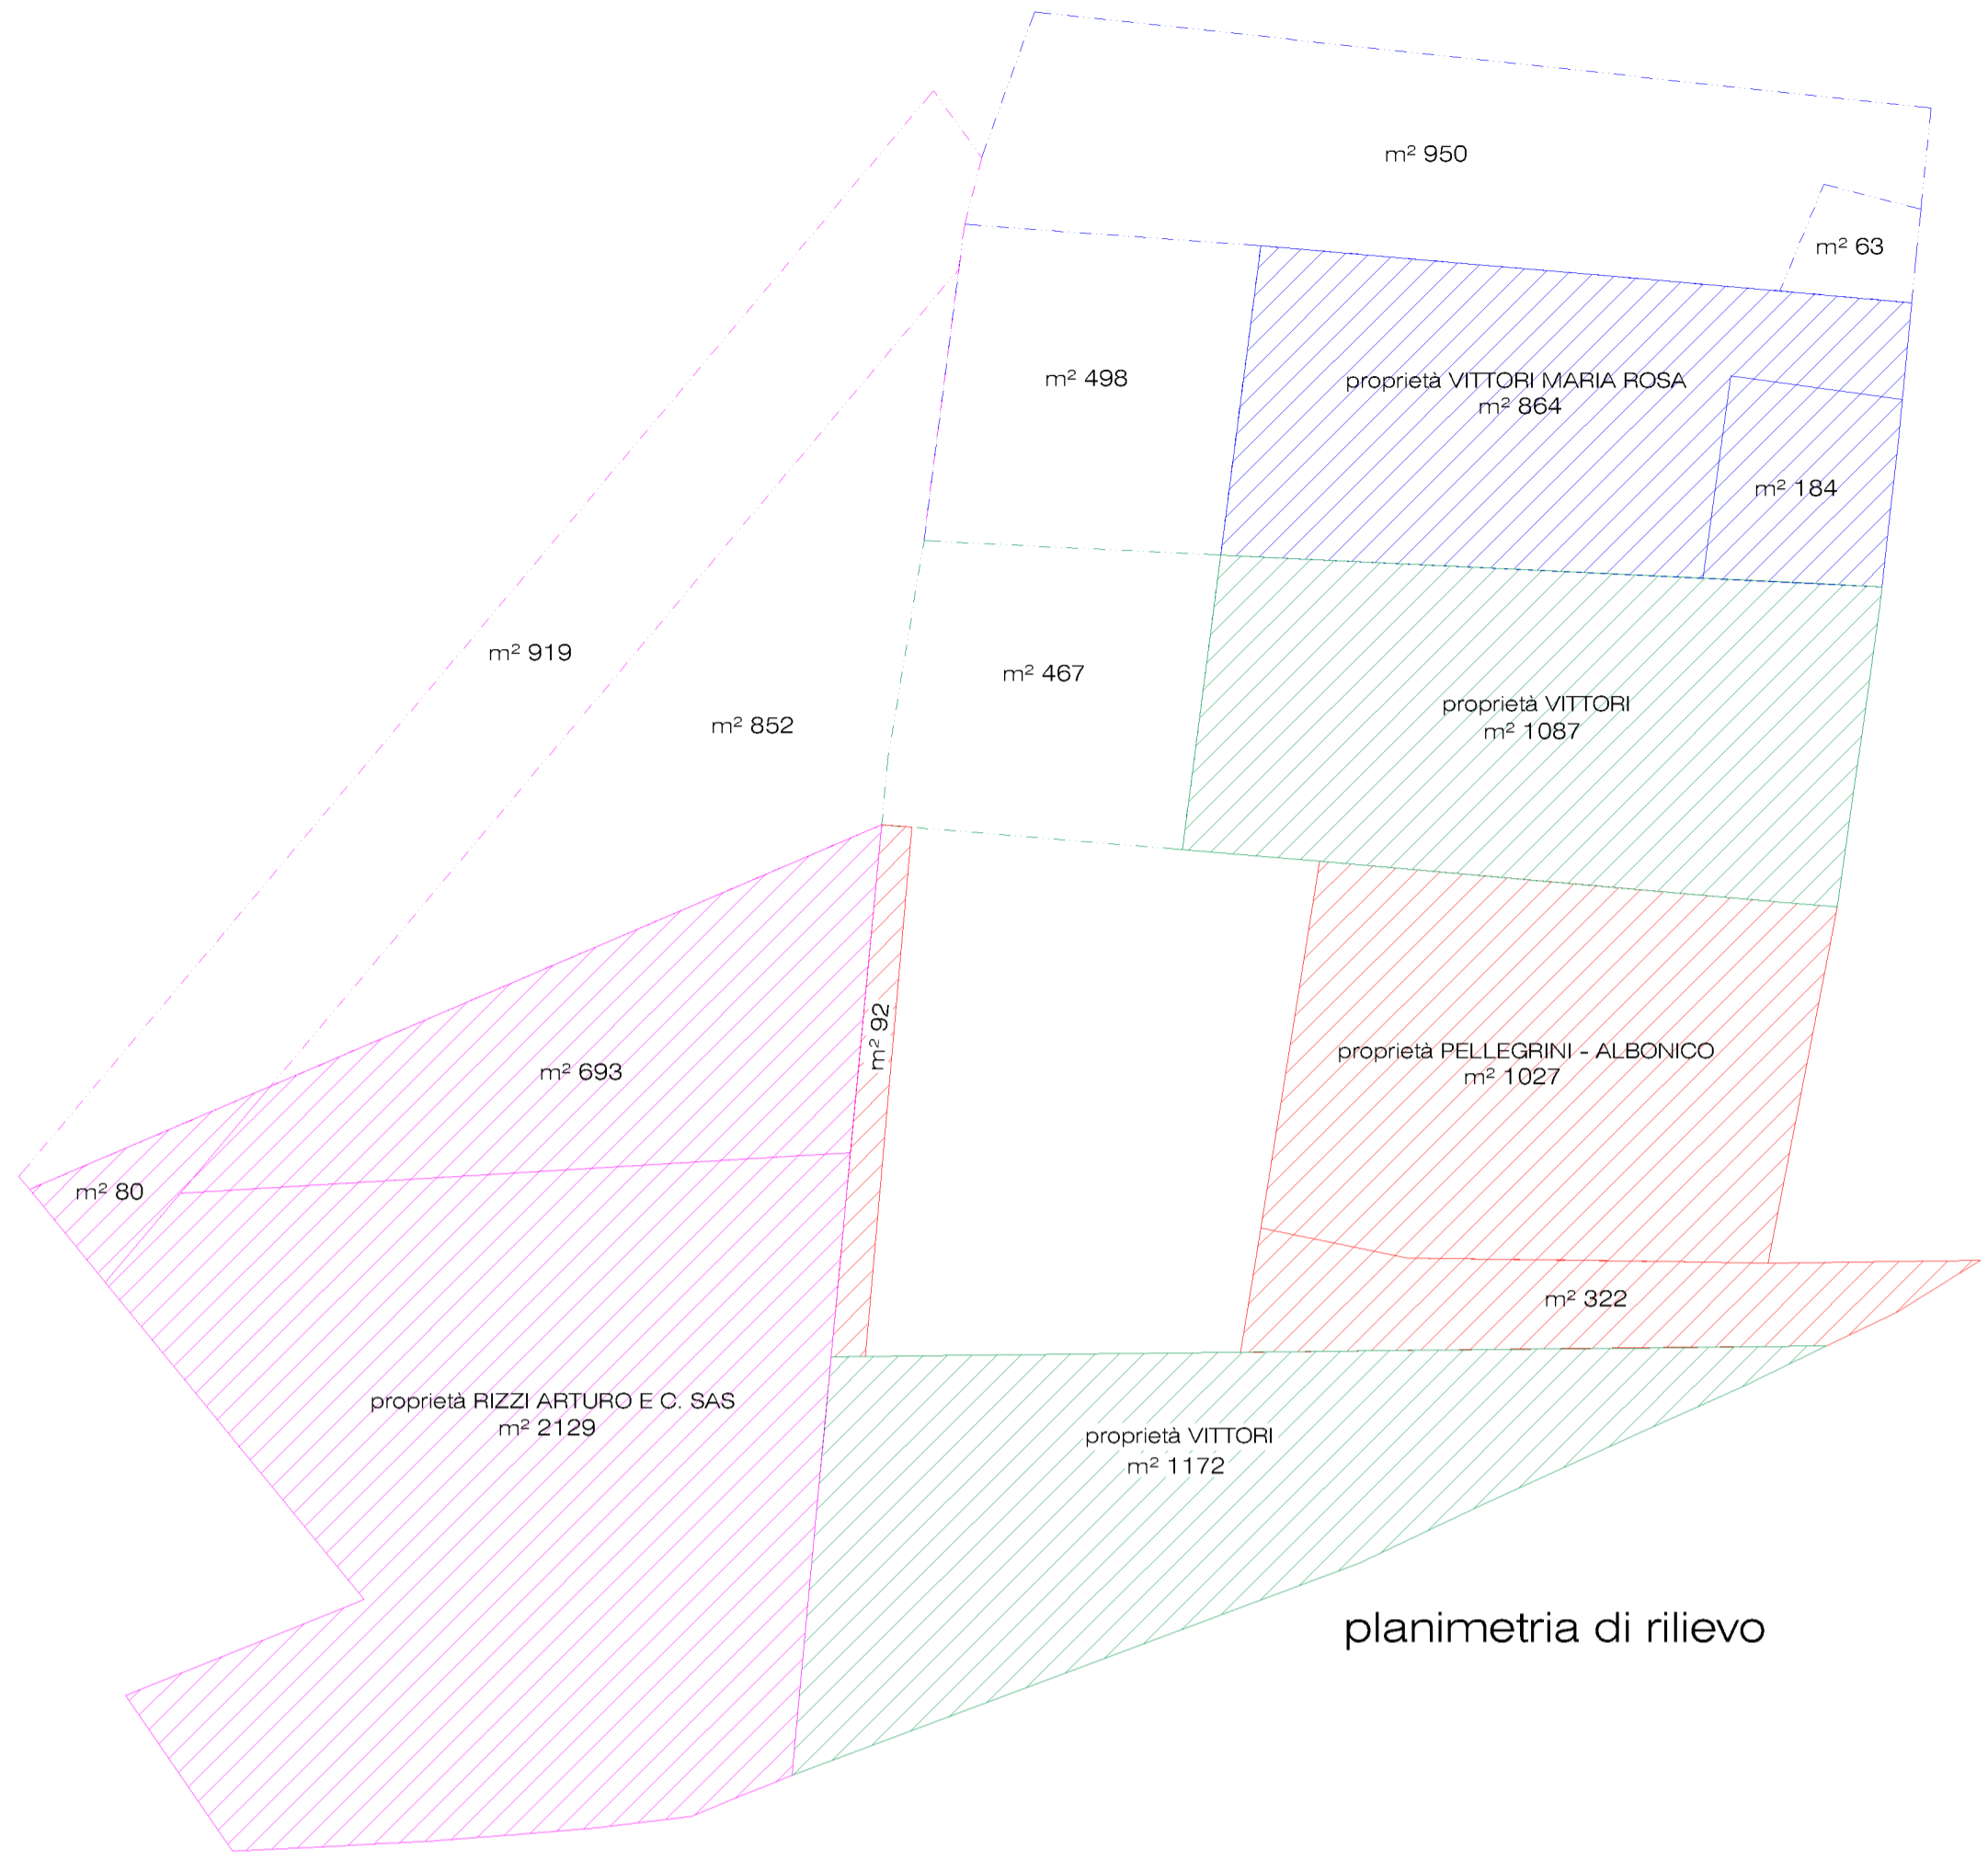 m² 950
m² 63
m² 498
proprietà VITTORI MARIA ROSA
m² 864
m² 184
m² 919
m² 852
m² 467
proprietà VITTORI
m² 1087
m² 693
m² 92
proprietà PELLEGRINI - ALBONICO
m² 1027
m² 80
m² 322
proprietà RIZZI ARTURO E C. SAS
m² 2129
proprietà VITTORI
m² 1172
planimetria di rilievo